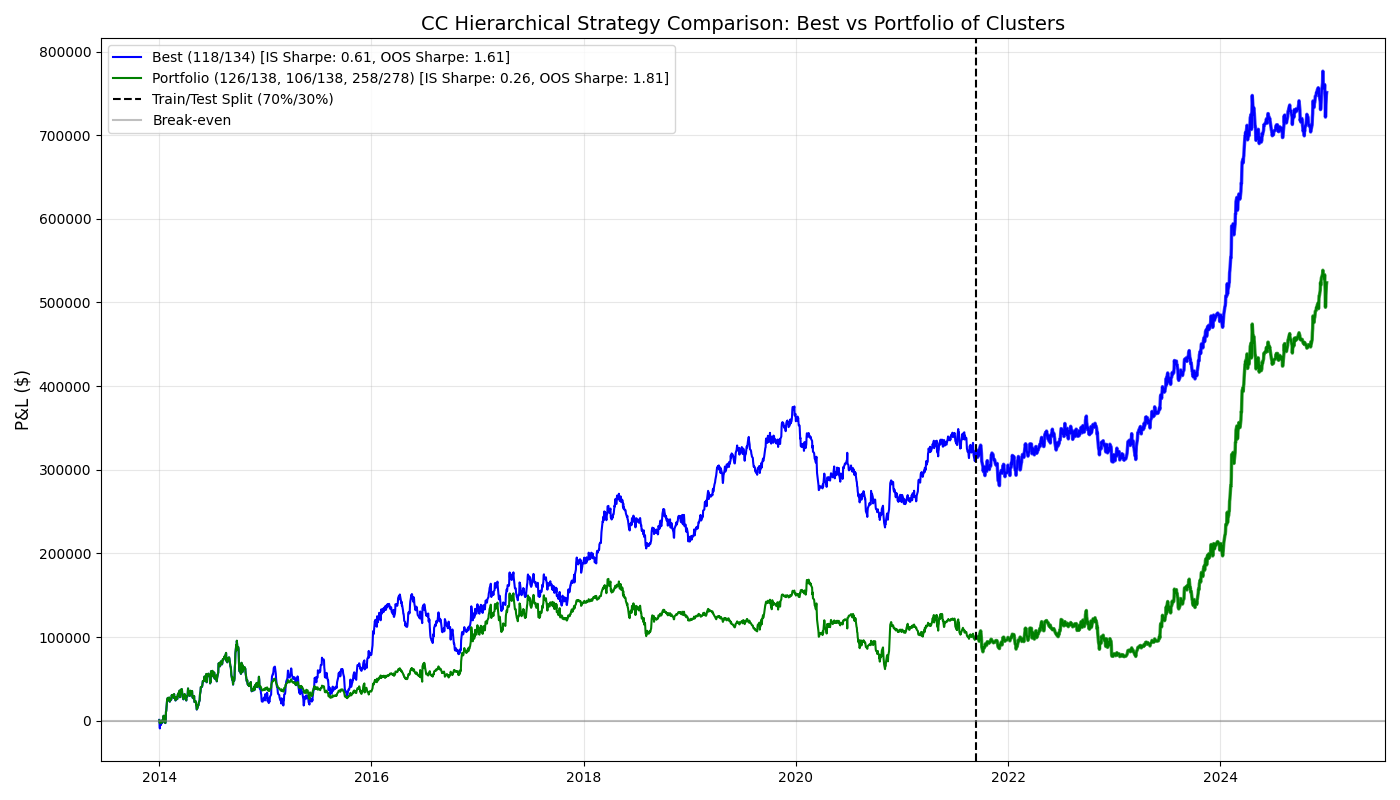 CC Hierarchical Strategy Comparison: Best vs Portfolio of Clusters
Best (118/134) [IS Sharpe: 0.61, OOS Sharpe: 1.61]
Portfolio (126/138, 106/138, 258/278) [IS Sharpe: 0.26, OOS Sharpe: 1.81]
Train/Test Split (70%/30%)
Break-even
P&L ($)
800000
700000
600000
500000
400000
300000
200000
100000
0
2014
2016
2018
2020
2022
2024